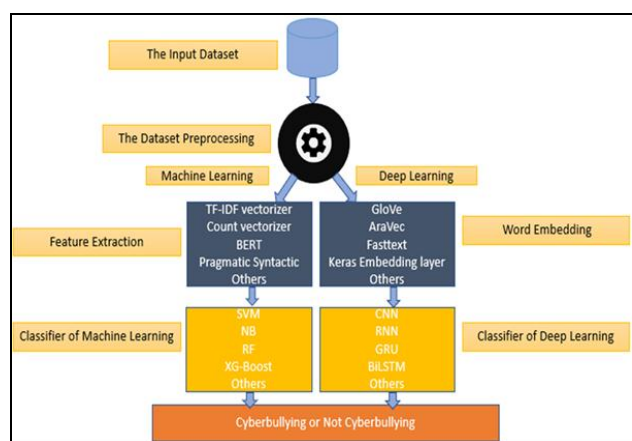 The Input Dataset
The Dataset Preprocessing
Machine Learning
Deep Learning
Feature Extraction
TF-IDF vectorizer
Count vectorizer
BERT
Pragmatic Syntactic
Others
GloVe
AraVec
Fasttext
Keras Embedding layer
Others
Word Embedding
Classifier of Machine Learning
SVM
NB
RF
XG-Boost
Others
CNN
RNN
GRU
BiLSTM
Others
Classifier of Deep Learning
Cyberbullying or Not Cyberbullying